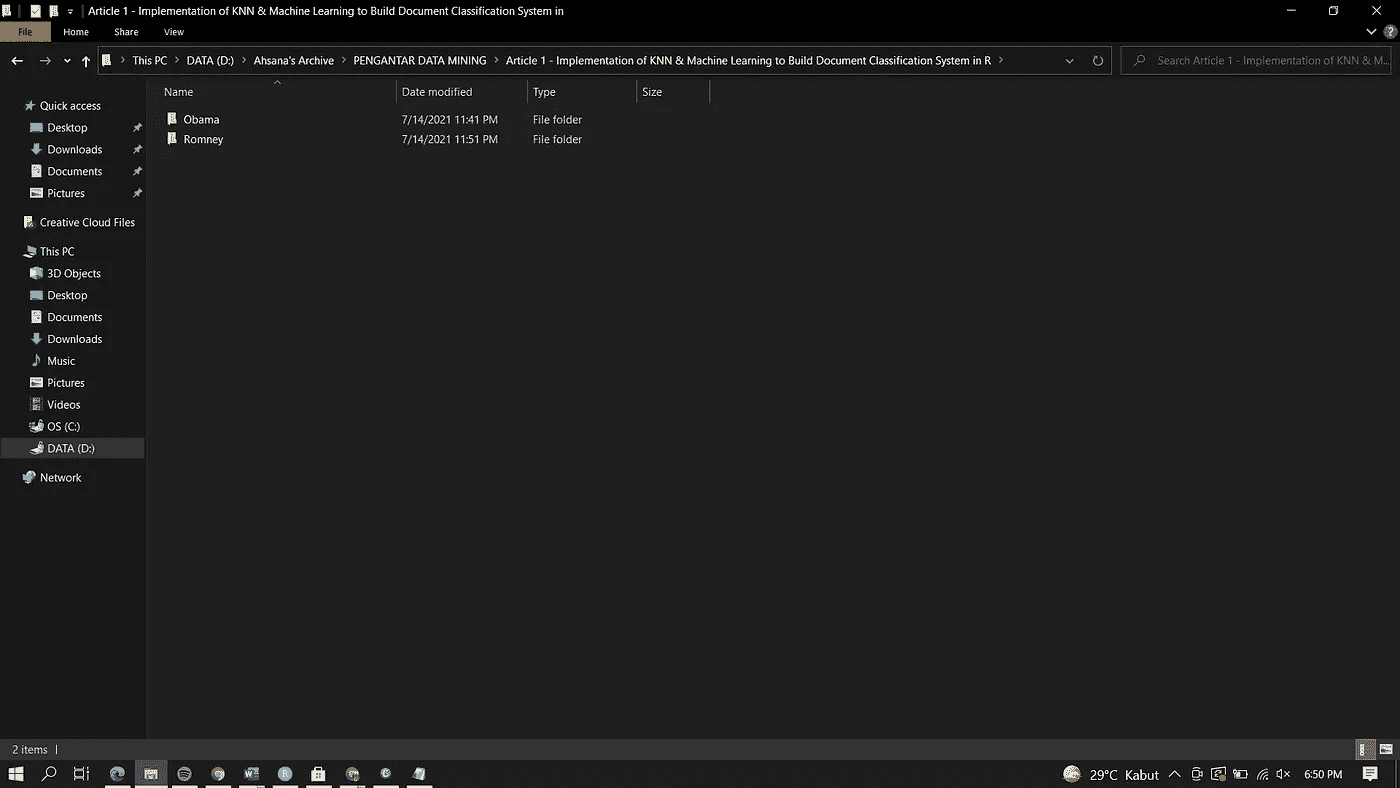 Article 1 - Implementation of KNN & Machine Learning to Build Document Classification System in
File Home Share View
This PC DATA (D:) Ahsana's Archive PENGANTAR DATA MINING Article 1 - Implementation of KNN & Machine Learning to Build Document Classification System in R
Search Article 1 - Implementation of KNN & M...
Name Date modified Type Size
Obama 7/14/2021 11:41 PM File folder
Romney 7/14/2021 11:51 PM File folder
Quick access
Desktop
Downloads
Documents
Pictures
Creative Cloud Files
This PC
3D Objects
Desktop
Documents
Downloads
Music
Pictures
Videos
OS (C:)
DATA (D:)
Network
2 items
29°C Kabut 6:50 PM